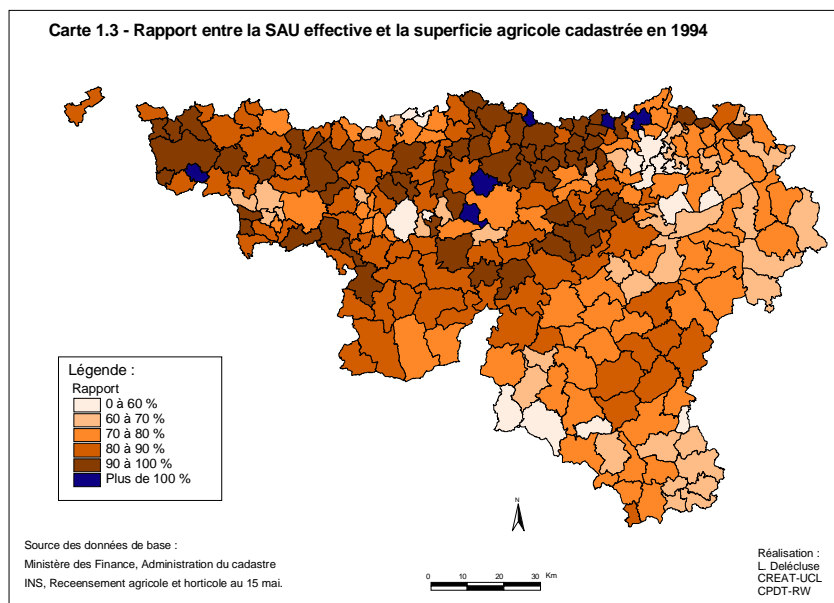 Carte 1.3 - Rapport entre la SAU effective et la superficie agricole cadastrée en 1994
Légende :
Rapport
0 à 60 %
60 à 70 %
70 à 80 %
80 à 90 %
90 à 100 %
Plus de 100 %
N
Source des données de base :
Ministère des Finance, Administration du cadastre
INS, Receensement agricole et horticole au 15 mai.
0 10 20 30 Km
Réalisation :
L. Delécluse
CREAT-UCL
CPDT-RW